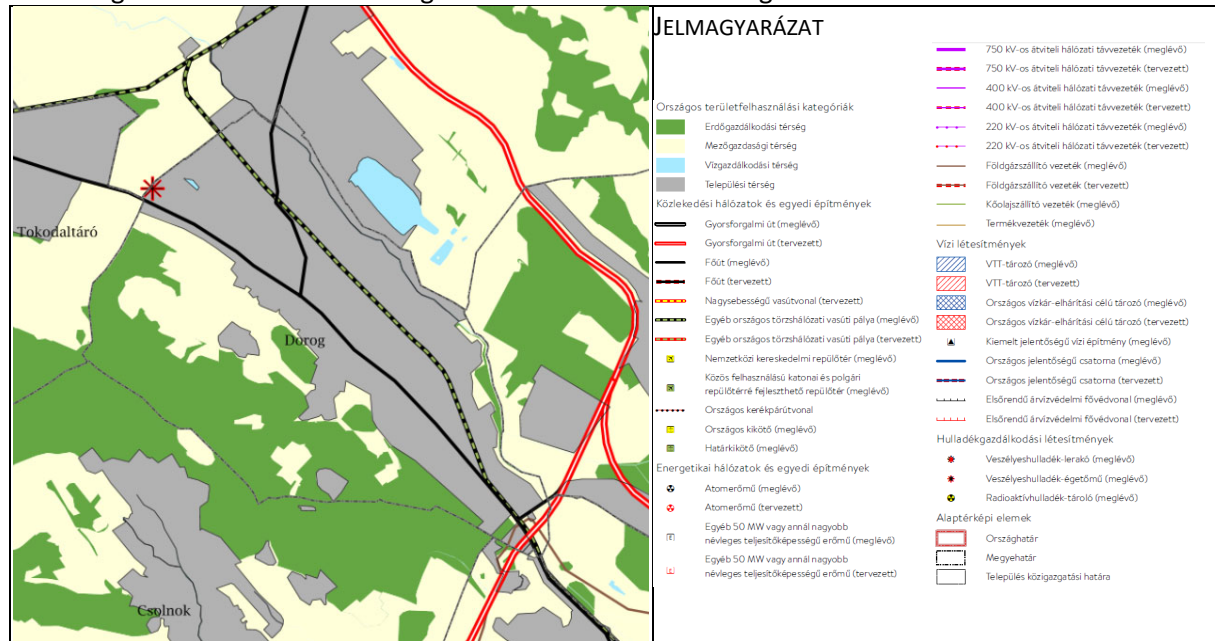 Tokodaltáró
Dorog
Csolnok
JELMAGYARÁZAT
Országos területfelhasználási kategóriák
Erdőgazdálkodási térség
Mezőgazdasági térség
Vízgazdálkodási térség
Települési térség
Közlekedési hálózatok és egyedi építmények
Gyorsforgalmi út (meglévő)
Gyorsforgalmi út (tervezett)
Főút (meglévő)
Főút (tervezett)
Nagysebességű vasútvonal (tervezett)
Egyéb országos törzshálózati vasúti pálya (meglévő)
Egyéb országos törzshálózati vasúti pálya (tervezett)
Nemzetközi kereskedelmi repülőtér (meglévő)
Közös felhasználású katonai és polgári
repülőtérré fejleszthető repülőtér (meglévő)
Országos kerékpárútvonal
Országos kikötő (meglévő)
Határkikötő (meglévő)
Energetikai hálózatok és egyedi építmények
Atomerőmű (meglévő)
Atomerőmű (tervezett)
Egyéb 50 MW vagy annál nagyobb
névleges teljesítőképességű erőmű (meglévő)
Egyéb 50 MW vagy annál nagyobb
névleges teljesítőképességű erőmű (tervezett)
750 kV-os átviteli hálózati távvezeték (meglévő)
750 kV-os átviteli hálózati távvezeték (tervezett)
400 kV-os átviteli hálózati távvezeték (meglévő)
400 kV-os átviteli hálózati távvezeték (tervezett)
220 kV-os átviteli hálózati távvezeték (meglévő)
220 kV-os átviteli hálózati távvezeték (tervezett)
Földgázszállító vezeték (meglévő)
Földgázszállító vezeték (tervezett)
Kőolajszállító vezeték (meglévő)
Termékvezeték (meglévő)
Vízi létesítmények
VTT-tározó (meglévő)
VTT-tározó (tervezett)
Országos vízkár-elhárítási célú tározó (meglévő)
Országos vízkár-elhárítási célú tározó (tervezett)
Kiemelt jelentőségű vízi építmény (meglévő)
Országos jelentőségű csatorna (meglévő)
Országos jelentőségű csatorna (tervezett)
Elsőrendű árvízvédelmi fővédvonal (meglévő)
Elsőrendű árvízvédelmi fővédvonal (tervezett)
Hulladékgazdálkodási létesítmények
Veszélyeshulladék-lerakó (meglévő)
Veszélyeshulladék-égetőmű (meglévő)
Radioaktívhulladék-tároló (meglévő)
Alaptérképi elemek
Országhatár
Megyehatár
Település közigazgatási határa